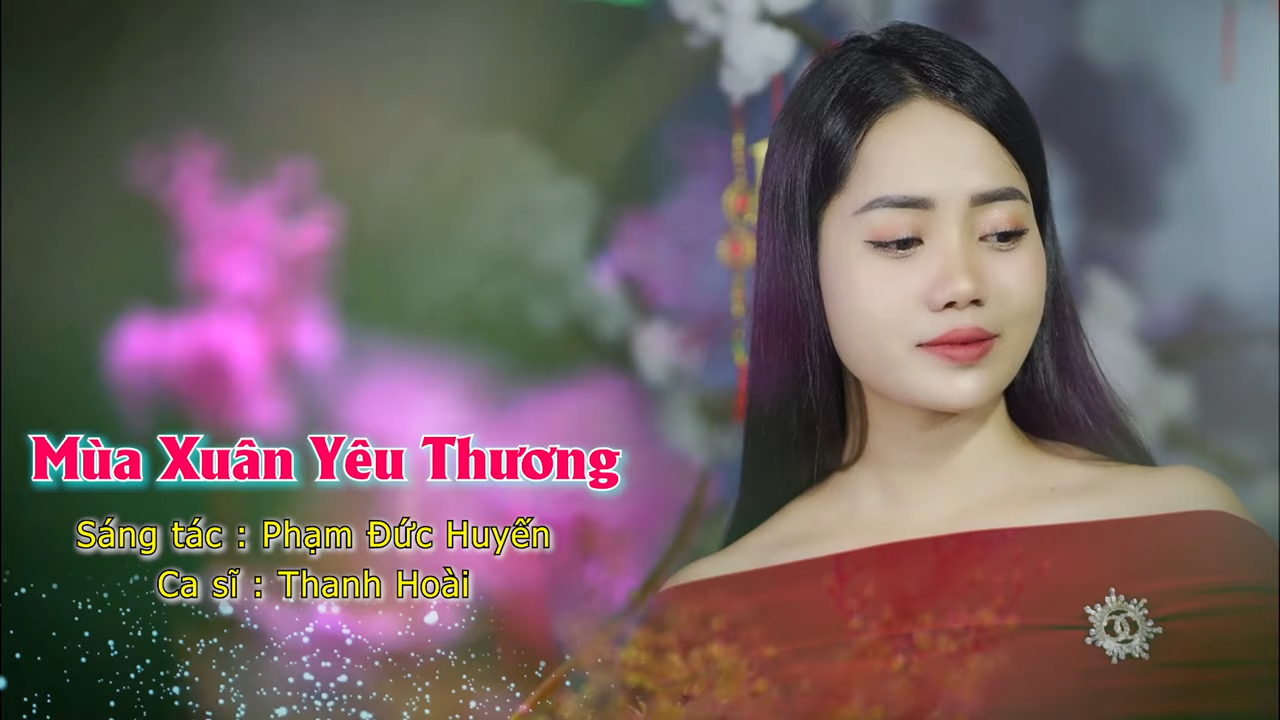 Mùa Xuân Yêu Thương
Sáng tác : Phạm Đức Huyến
Ca sĩ : Thanh Hoài